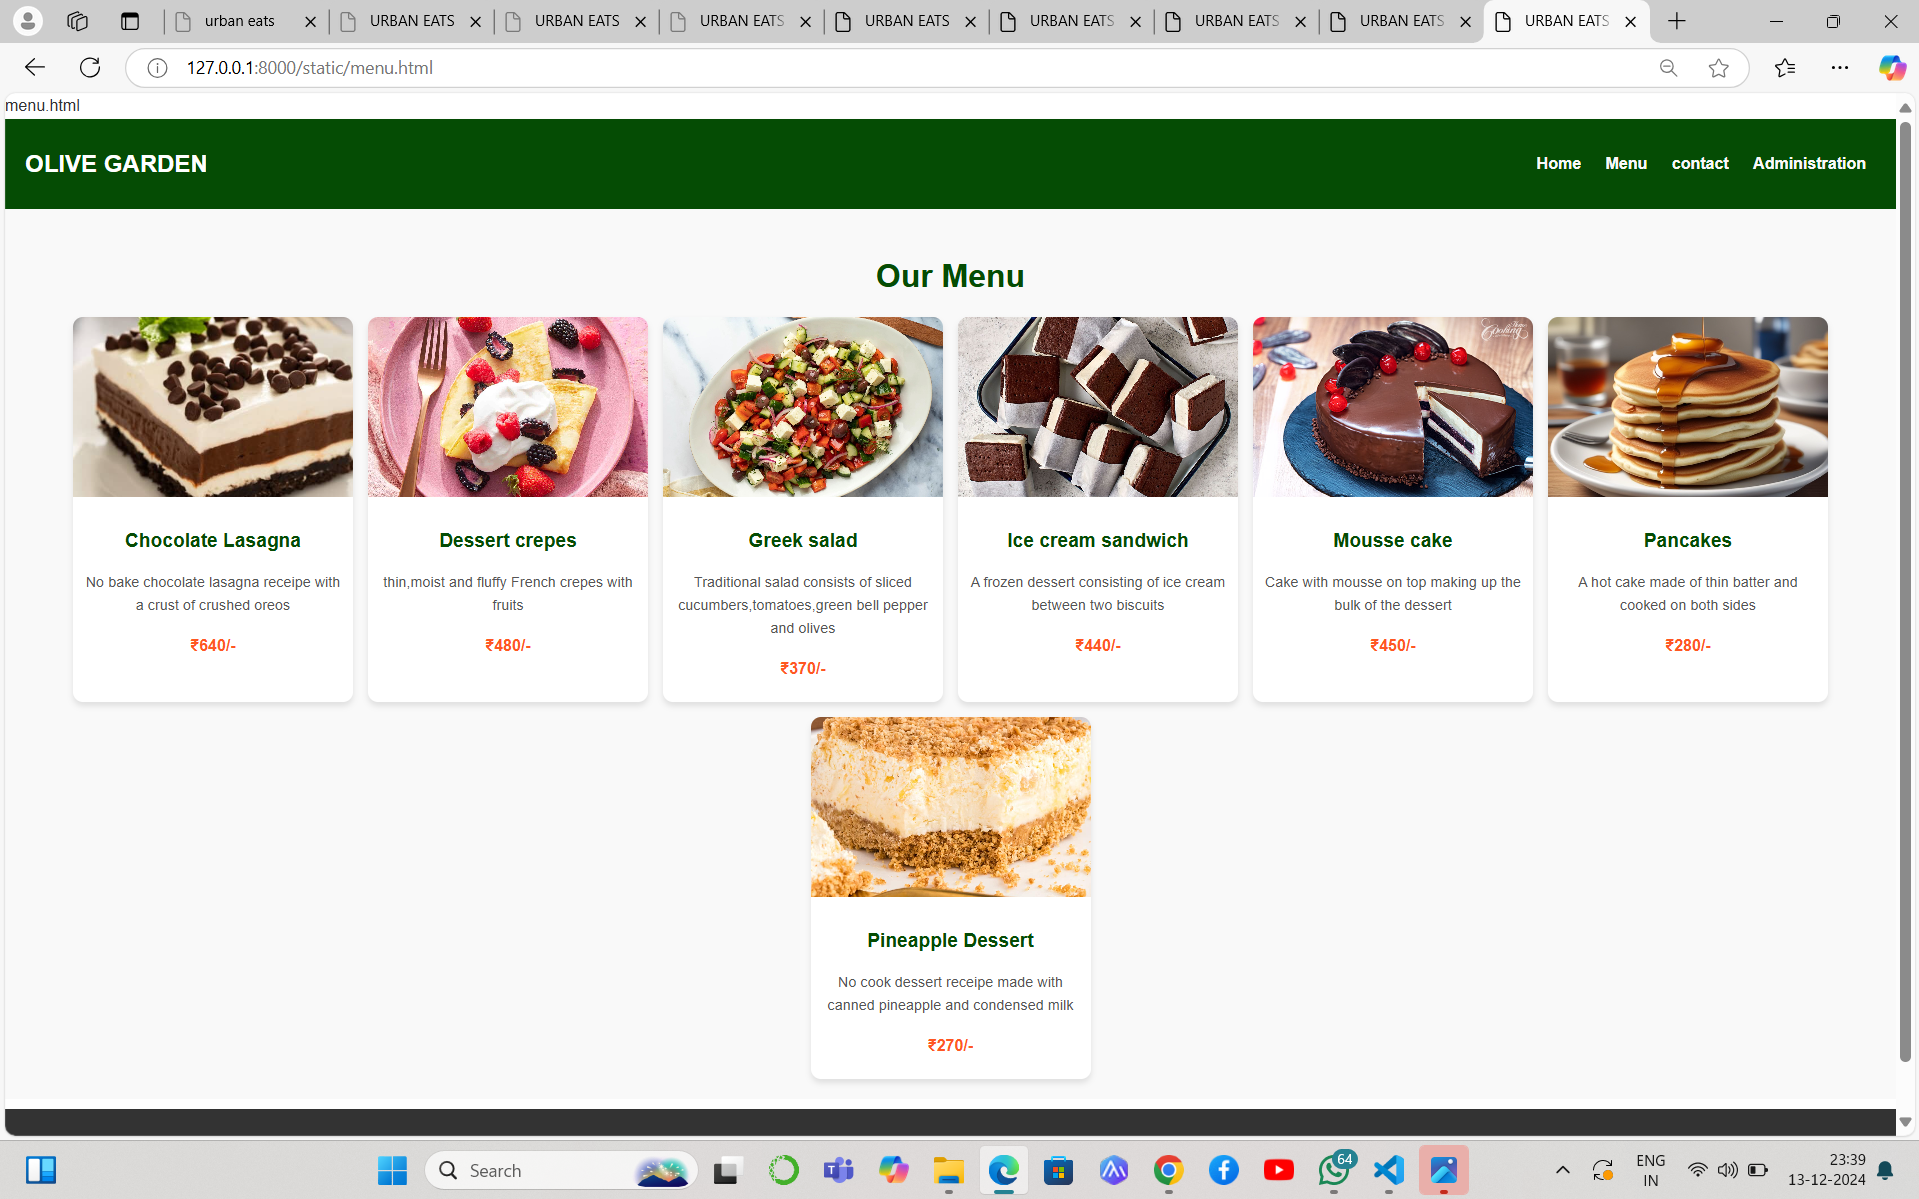 urban eats
URBAN EATS
URBAN EATS
URBAN EATS
URBAN EATS
URBAN EATS
URBAN EATS
URBAN EATS
URBAN EATS
127.0.0.1:8000/static/menu.html
menu.html
OLIVE GARDEN
Home Menu contact Administration
Our Menu
Cooking
Chocolate Lasagna
No bake chocolate lasagna receipe with
a crust of crushed oreos
₹640/-
Dessert crepes
thin,moist and fluffy French crepes with
fruits
₹480/-
Greek salad
Traditional salad consists of sliced
cucumbers,tomatoes,green bell pepper
and olives
₹370/-
Ice cream sandwich
A frozen dessert consisting of ice cream
between two biscuits
₹440/-
Mousse cake
Cake with mousse on top making up the
bulk of the dessert
₹450/-
Pancakes
A hot cake made of thin batter and
cooked on both sides
₹280/-
Pineapple Dessert
No cook dessert receipe made with
canned pineapple and condensed milk
₹270/-
Search
64
ENG
IN
23:39
13-12-2024